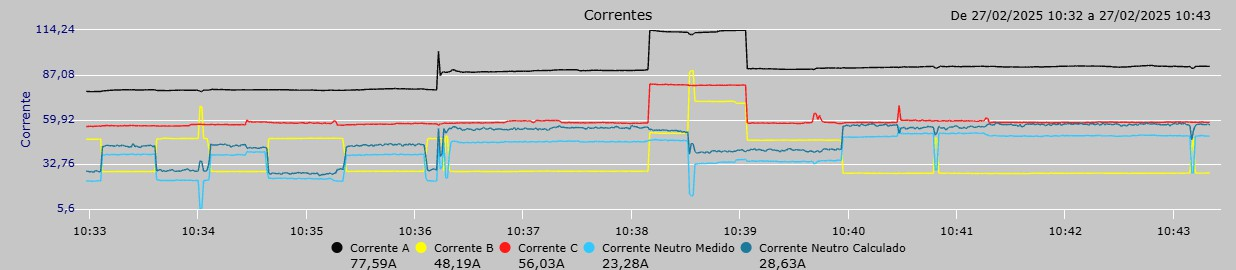 Correntes
De 27/02/2025 10:32 a 27/02/2025 10:43
114,24
87,08
59,92
32,76
5,6
Corrente
10:33 10:34 10:35 10:36 10:37 10:38 10:39 10:40 10:41 10:42 10:43
Corrente A Corrente B Corrente C Corrente Neutro Medido Corrente Neutro Calculado
77,59A 48,19A 56,03A 23,28A 28,63A